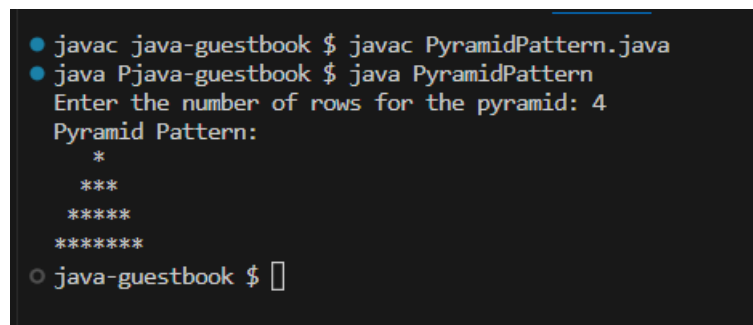 javac java-guestbook $ javac PyramidPattern.java
java Pjava-guestbook $ java PyramidPattern
Enter the number of rows for the pyramid: 4
Pyramid Pattern:
   *
  ***
 *****
*******
java-guestbook $